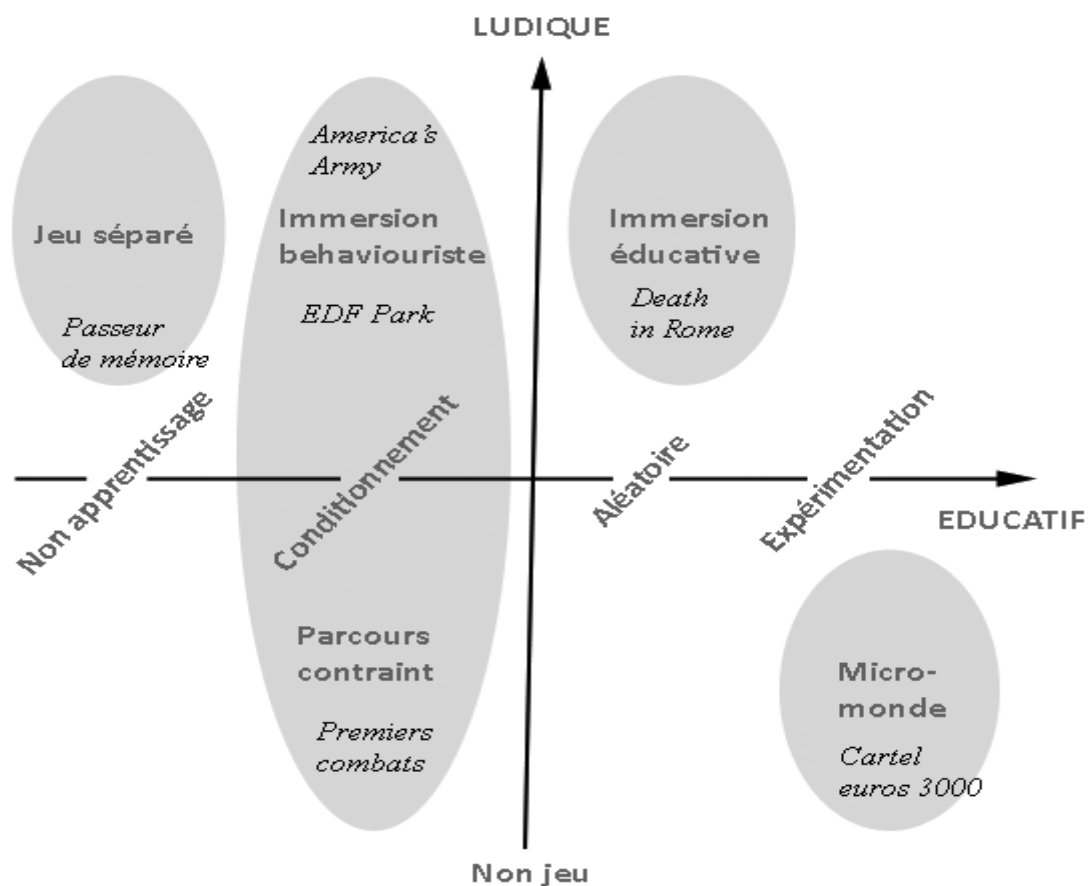 LUDIQUE
America's
Army
Jeu séparé
Immersion
behaviouriste
Immersion
éducative
Passeur
de mémoire
EDF Park
Death
in Rome
Non apprentissage
Conditionnement
Aléatoire
Expérimentation
EDUCATIF
Parcours
contraint
Premiers
combats
Micro-
monde
Cartel
euros 3000
Non jeu